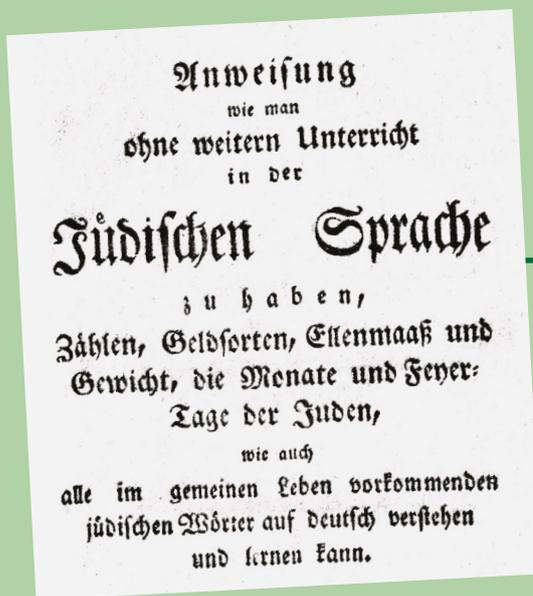 Anweiſung
wie man
ohne weitern Unterricht
in der
Jüdiſchen Sprache
zu haben,
Zählen, Geldſorten, Ellenmaaß und
Gewicht, die Monate und Feyer⸗
Tage der Juden,
wie auch
alle im gemeinen Leben vorkommenden
jüdiſchen Wörter auf deutſch verſtehen
und lernen kann.